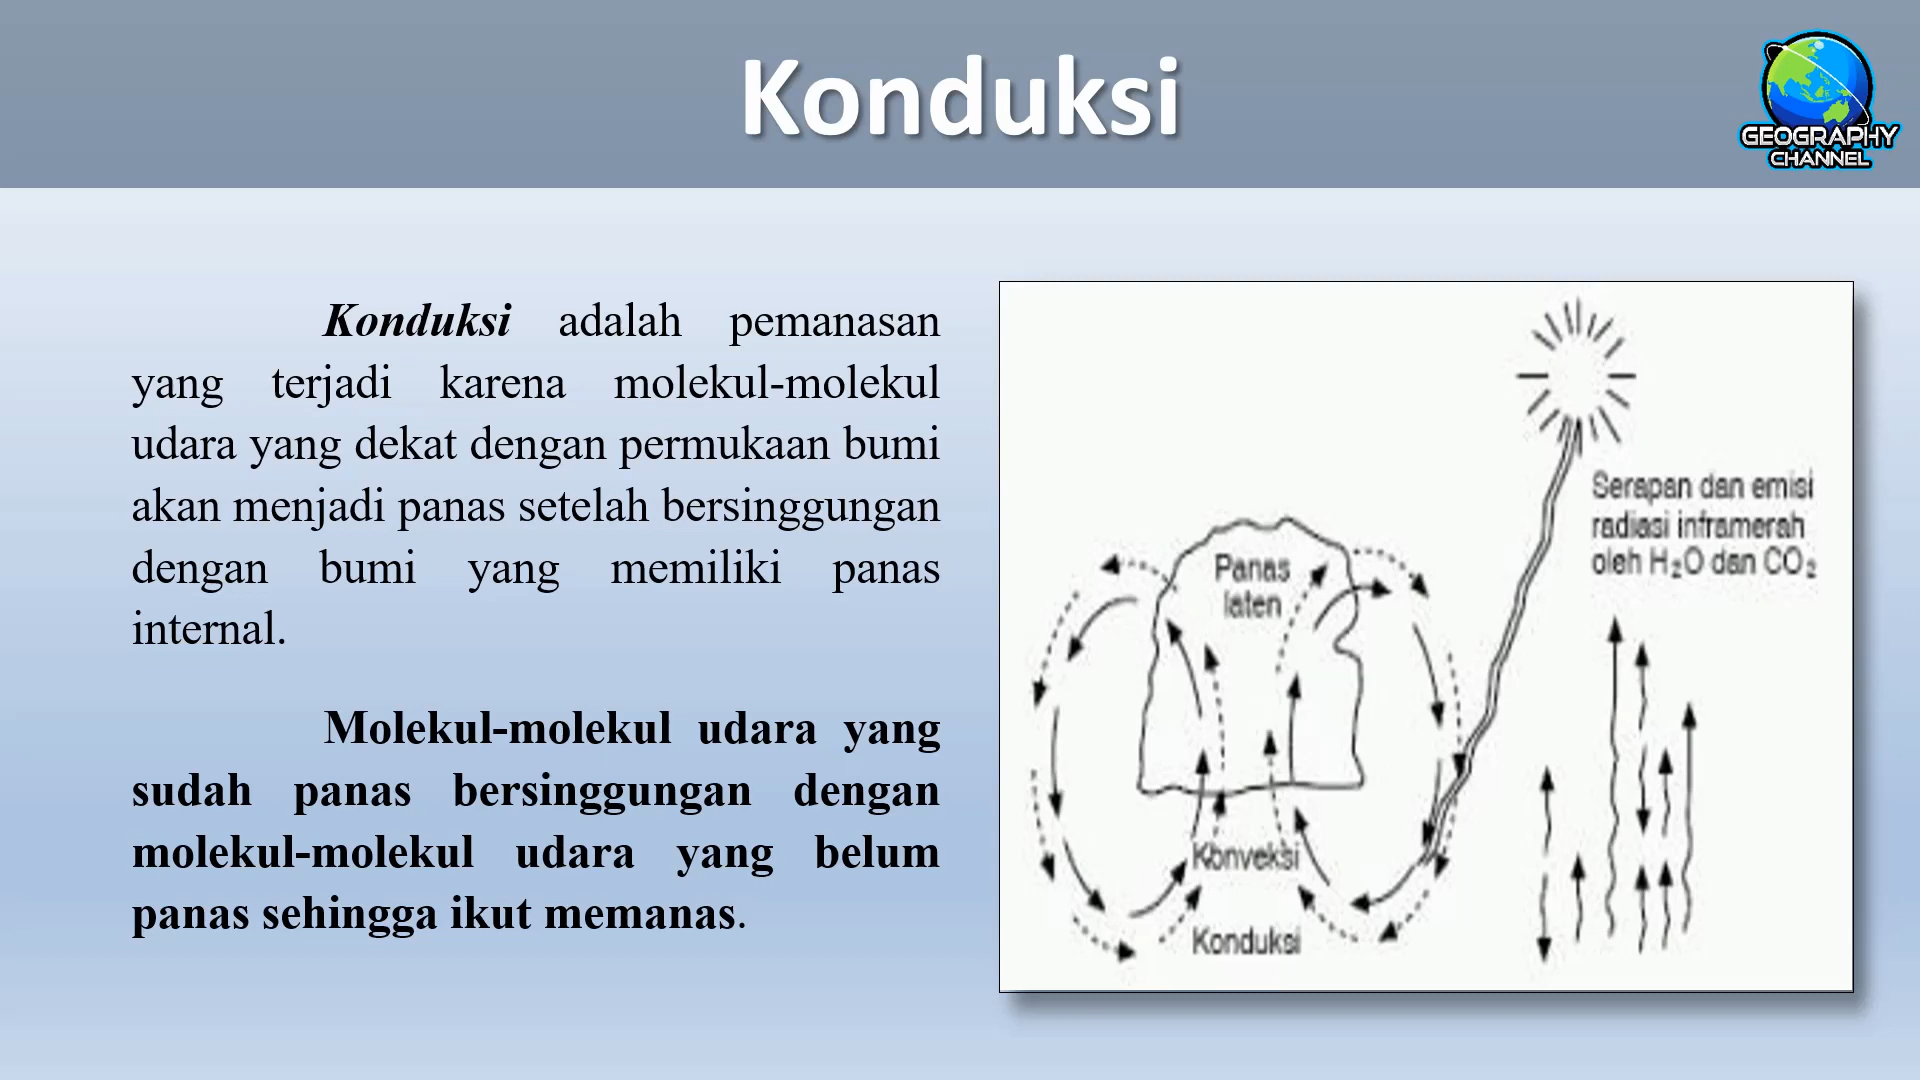 Konduksi
GEOGRAPHY
CHANNEL
Konduksi adalah pemanasan
yang terjadi karena molekul-molekul
udara yang dekat dengan permukaan bumi
akan menjadi panas setelah bersinggungan
dengan bumi yang memiliki panas
internal.
Molekul-molekul udara yang
sudah panas bersinggungan dengan
molekul-molekul udara yang belum
panas sehingga ikut memanas.
Serapan dan emisi
radiasi inframerah
oleh H₂O dan CO₂
Panas
laten
Konveksi
Konduksi